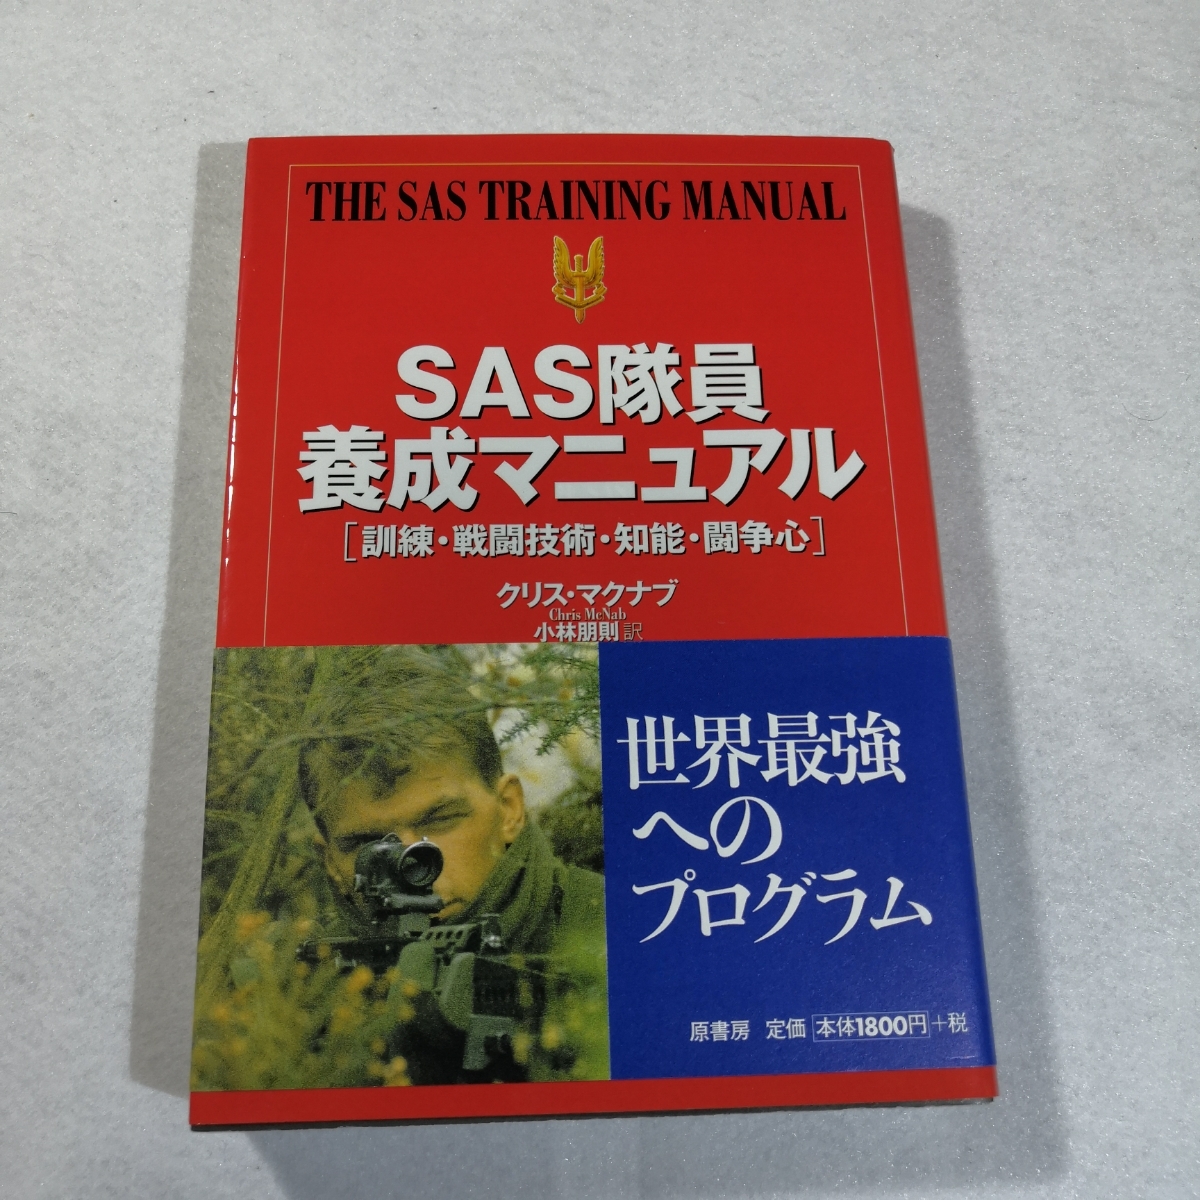 THE SAS TRAINING MANUAL
SAS隊員
養成マニュアル
[訓練・戦闘技術・知能・闘争心]
クリス・マクナブ
Chris McNab
小林朋則 訳
世界最強
への
プログラム
原書房 定価 本体1800円+税